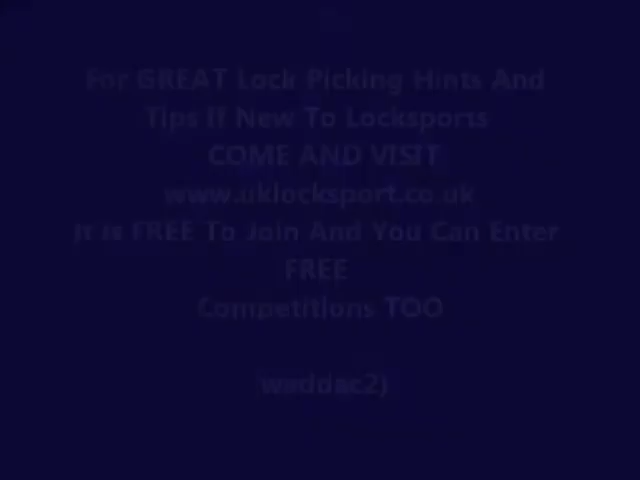 For GREAT Lock Picking Hints And
Tips If New To Locksports
COME AND VISIT
www.uklocksport.co.uk
It is FREE To Join And You Can Enter
FREE
Competitions TOO